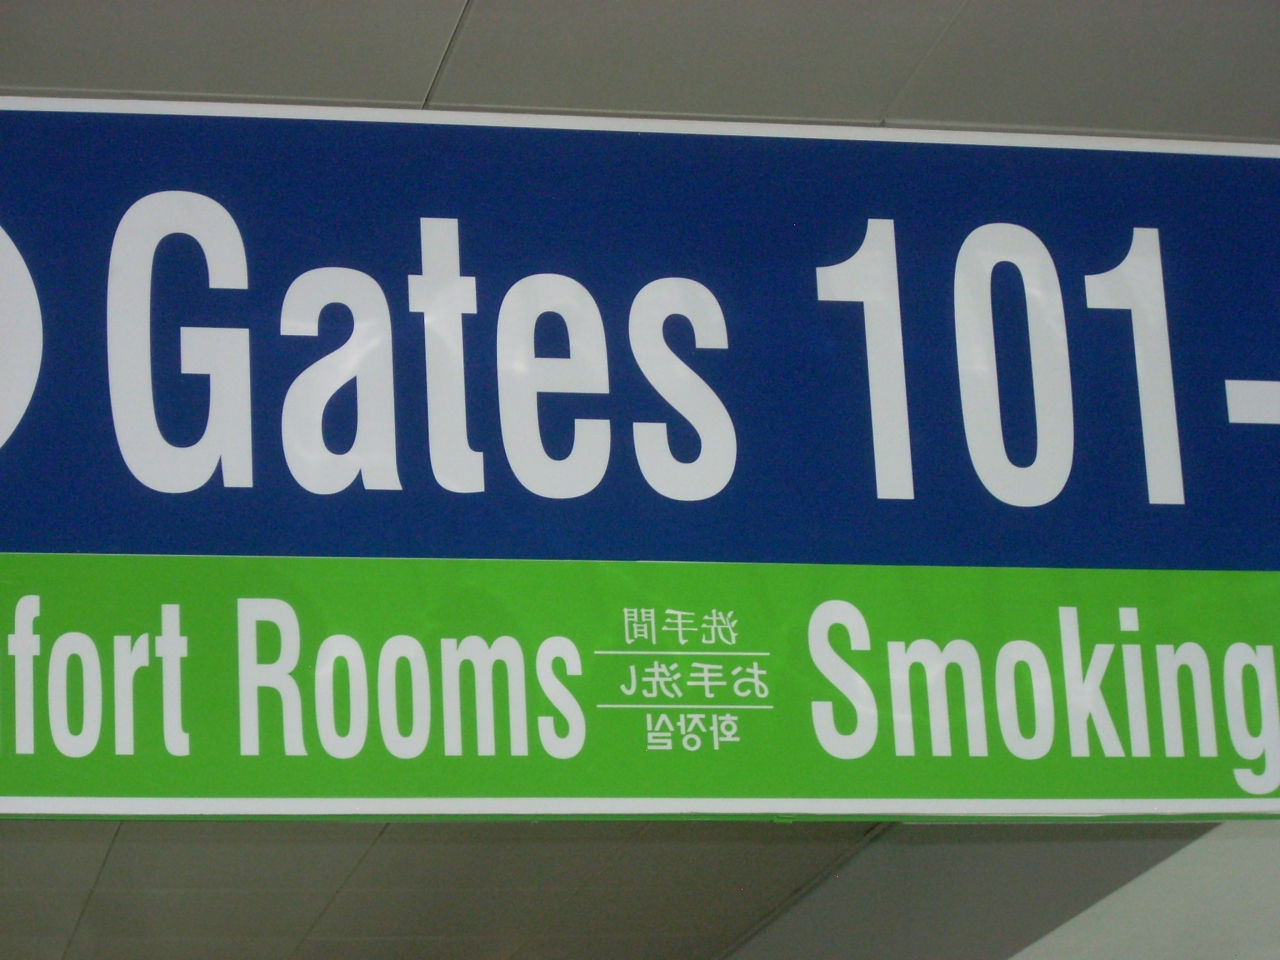 Gates 101-
fort Rooms
洗手間
お手洗い
화장실
Smoking